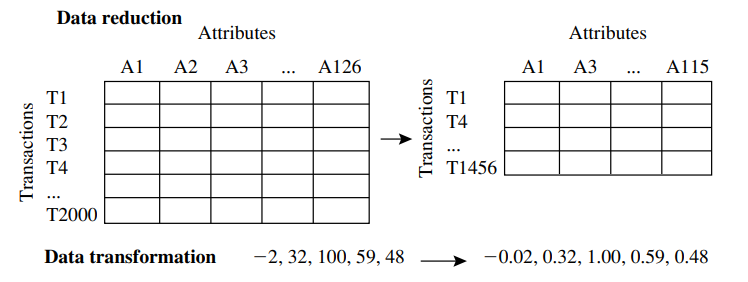 Data reduction
Attributes
Attributes
A1 A2 A3 ... A126
A1 A3 ... A115
Transactions
T1
T2
T3
T4
...
T2000
Transactions
T1
T4
...
T1456
Data transformation −2, 32, 100, 59, 48 −0.02, 0.32, 1.00, 0.59, 0.48